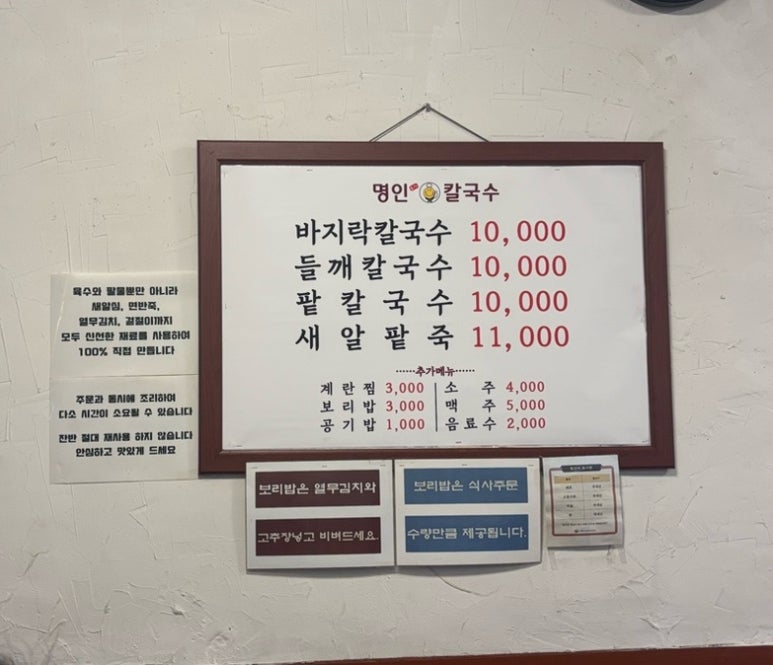 명인 칼국수
바지락칼국수 10,000
들깨칼국수 10,000
팥칼국수 10,000
새알팥죽 11,000
추가메뉴
계란찜 3,000 소주 4,000
보리밥 3,000 맥주 5,000
공기밥 1,000 음료수 2,000
육수와 팥물뿐만 아니라
새알심, 면반죽,
열무김치, 겉절이까지
모두 신선한 재료를 사용하여
100% 직접 만듭니다
주문과 동시에 조리하여
다소 시간이 소요될 수 있습니다
잔반 절대 재사용 하지 않습니다
안심하고 맛있게 드세요
보리밥은 열무김치와
고추장넣고 비벼드세요.
보리밥은 식사주문
수량만큼 제공됩니다.